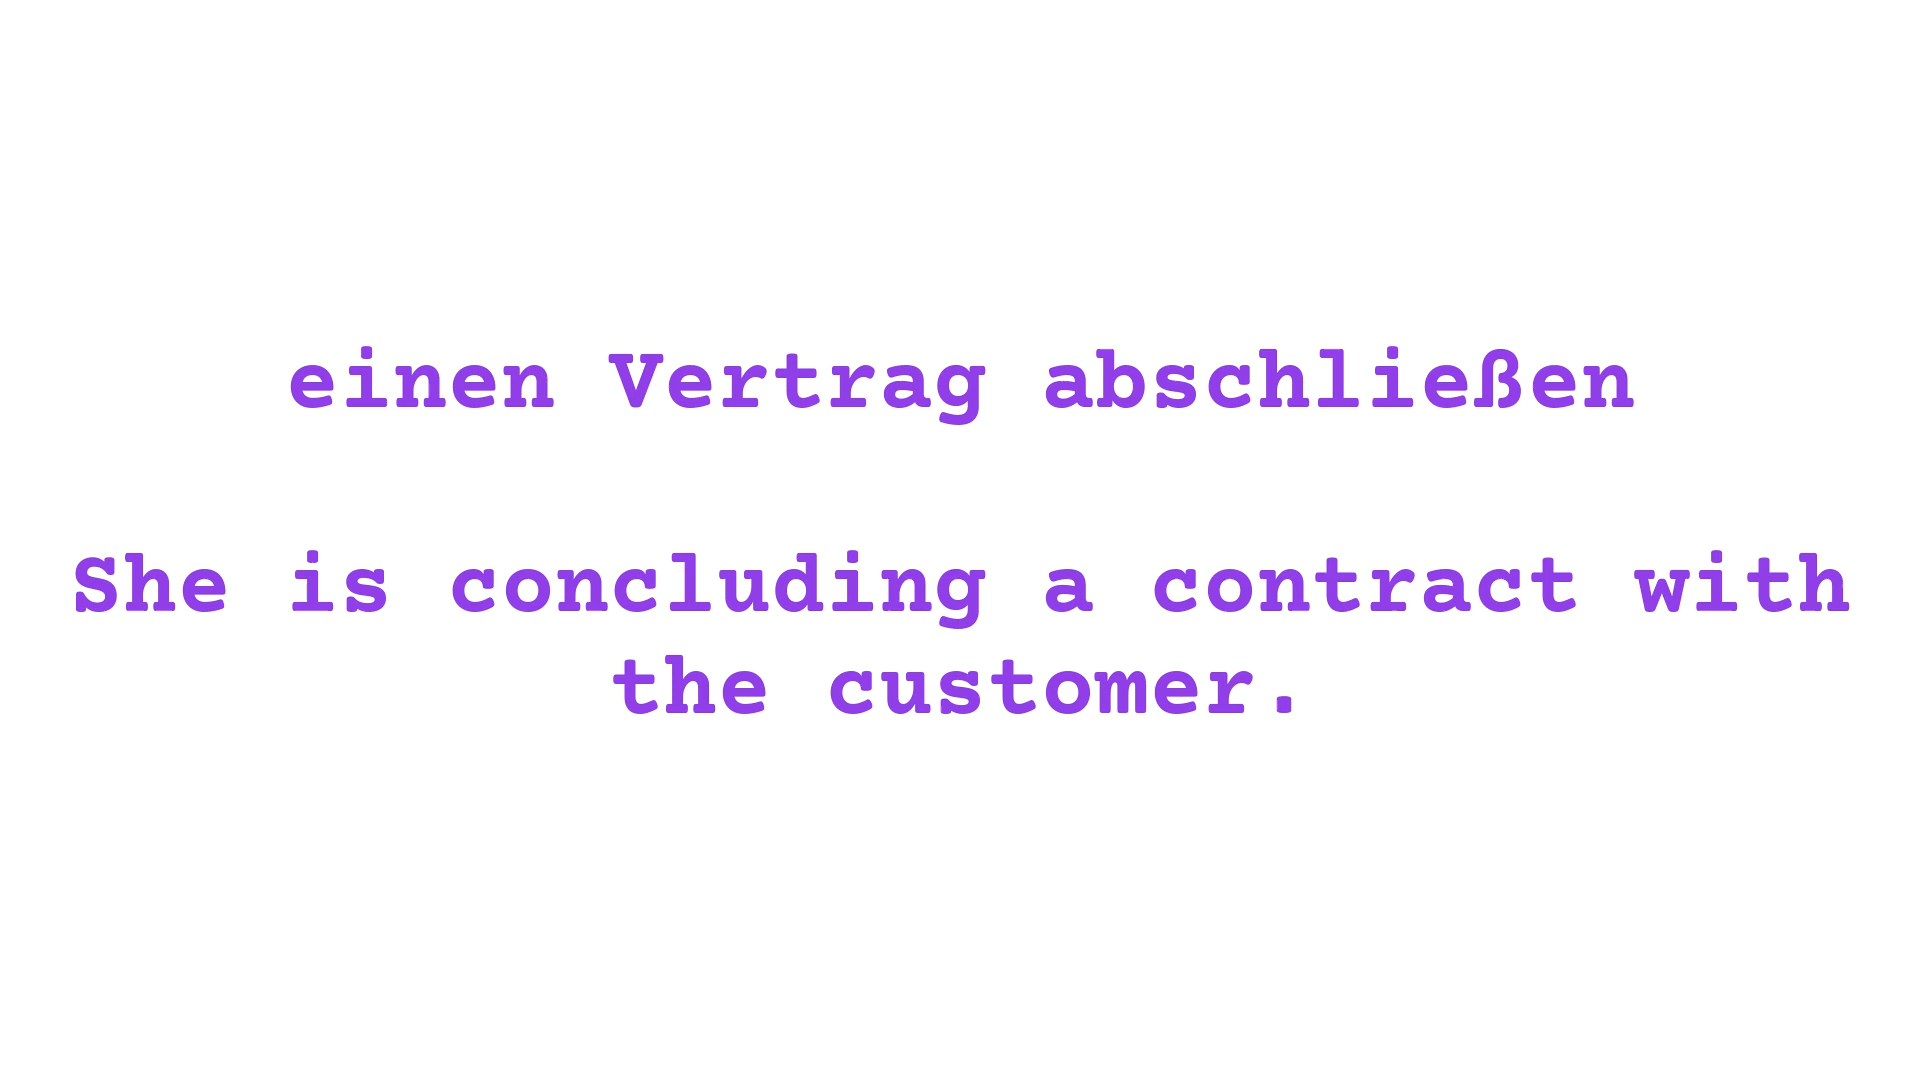 einen Vertrag abschließen
She is concluding a contract with
the customer.